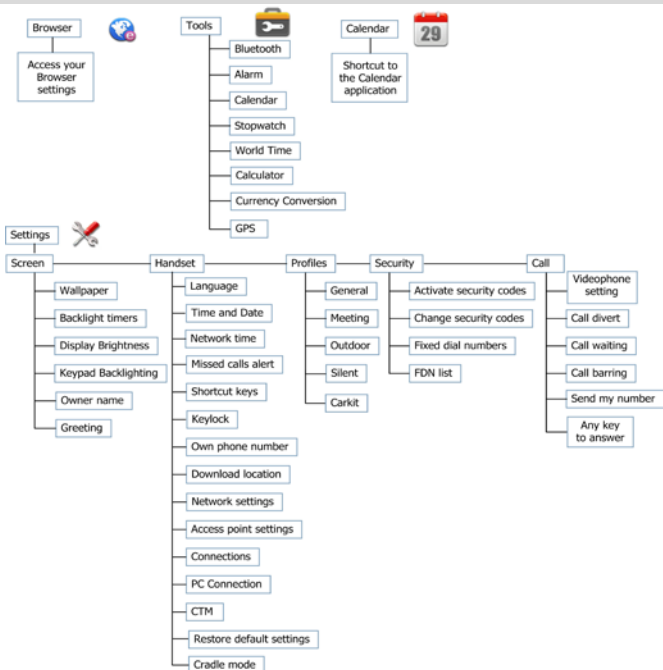 Browser
Access your
Browser
settings
Tools
Bluetooth
Alarm
Calendar
Stopwatch
World Time
Calculator
Currency Conversion
GPS
Calendar
29
Shortcut to
the Calendar
application
Settings
Screen
Wallpaper
Backlight timers
Display Brightness
Keypad Backlighting
Owner name
Greeting
Handset
Language
Time and Date
Network time
Missed calls alert
Shortcut keys
Keylock
Own phone number
Download location
Network settings
Access point settings
Connections
PC Connection
CTM
Restore default settings
Cradle mode
Profiles
General
Meeting
Outdoor
Silent
Carkit
Security
Activate security codes
Change security codes
Fixed dial numbers
FDN list
Call
Videophone
setting
Call divert
Call waiting
Call barring
Send my number
Any key
to answer